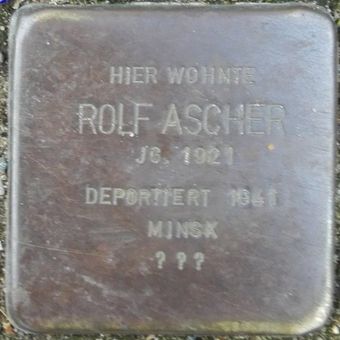 HIER WOHNTE
ROLF ASCHER
JG. 1921
DEPORTIERT 1941
MINSK
???